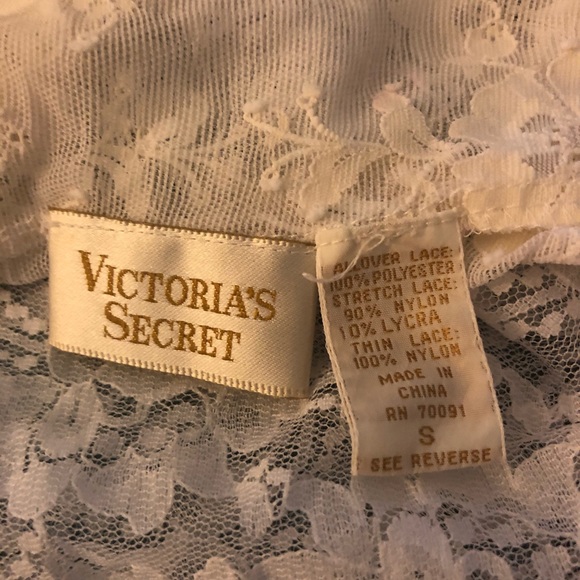 VICTORIA'S
SECRET
ALLOVER LACE:
100% POLYESTER
STRETCH LACE:
90% NYLON
10% LYCRA
THIN LACE:
100% NYLON
MADE IN
CHINA
RN 70091
S
SEE REVERSE